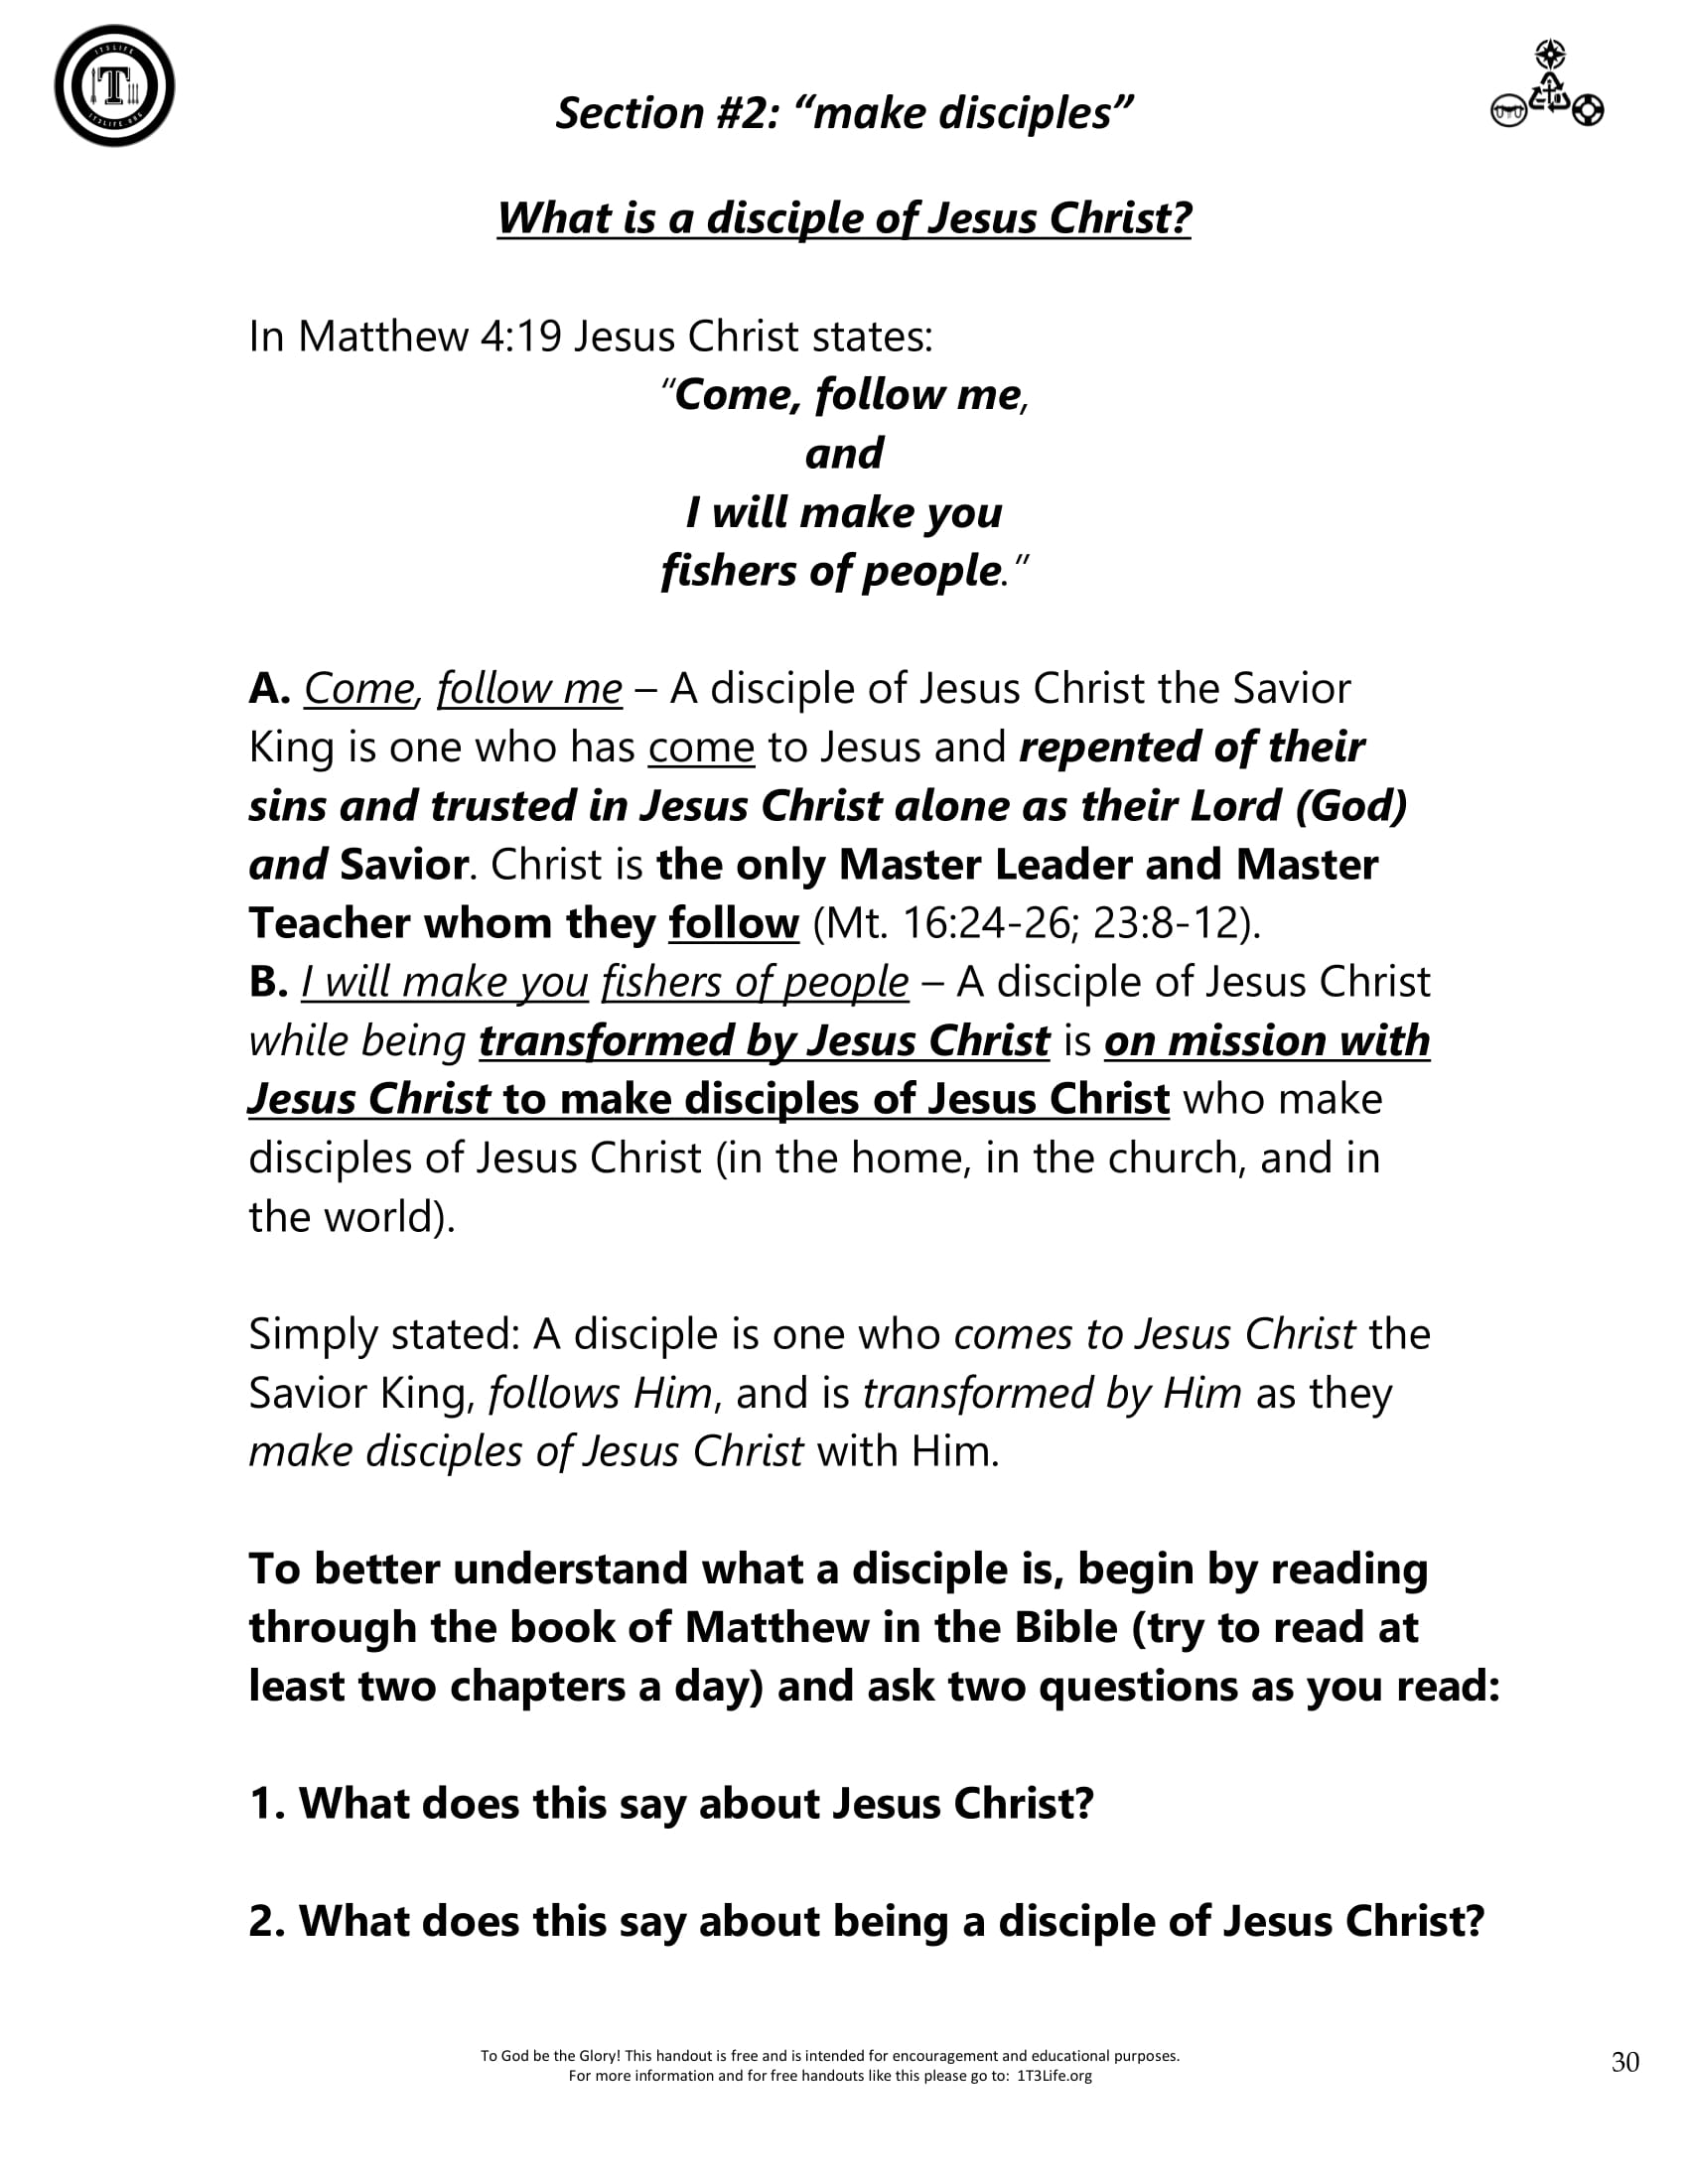 1T3LIFE
T
1T3LIFE.ORG
Section #2: “make disciples”
What is a disciple of Jesus Christ?
In Matthew 4:19 Jesus Christ states:
“Come, follow me,
and
I will make you
fishers of people.”
A. Come, follow me – A disciple of Jesus Christ the Savior
King is one who has come to Jesus and repented of their
sins and trusted in Jesus Christ alone as their Lord (God)
and Savior. Christ is the only Master Leader and Master
Teacher whom they follow (Mt. 16:24-26; 23:8-12).
B. I will make you fishers of people – A disciple of Jesus Christ
while being transformed by Jesus Christ is on mission with
Jesus Christ to make disciples of Jesus Christ who make
disciples of Jesus Christ (in the home, in the church, and in
the world).
Simply stated: A disciple is one who comes to Jesus Christ the
Savior King, follows Him, and is transformed by Him as they
make disciples of Jesus Christ with Him.
To better understand what a disciple is, begin by reading
through the book of Matthew in the Bible (try to read at
least two chapters a day) and ask two questions as you read:
1. What does this say about Jesus Christ?
2. What does this say about being a disciple of Jesus Christ?
To God be the Glory! This handout is free and is intended for encouragement and educational purposes.
For more information and for free handouts like this please go to:  1T3Life.org
30